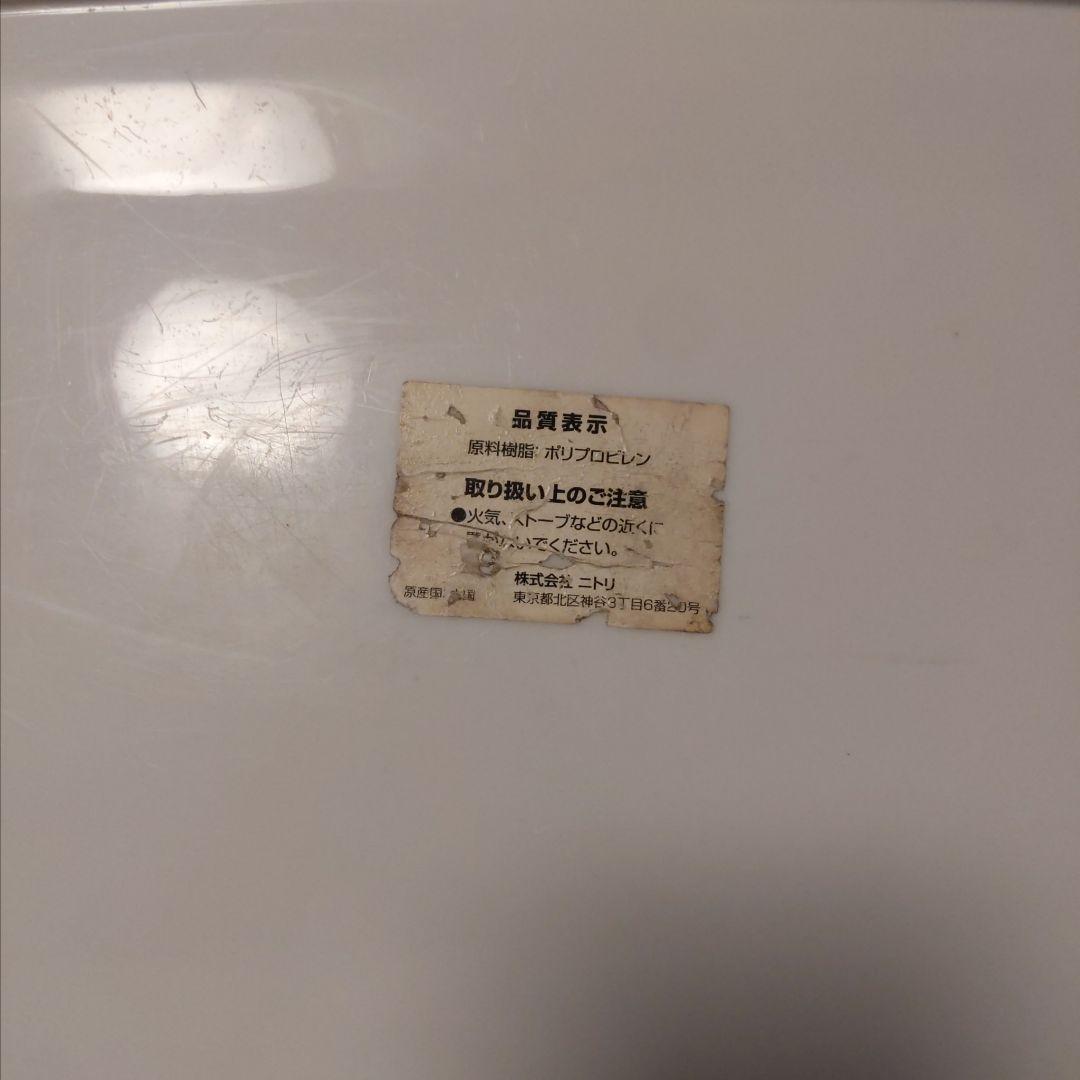 品質表示
原料樹脂：ポリプロピレン
取り扱い上のご注意
●火気、ストーブなどの近くに
いでください。
株式会社 ニトリ
原産国： 国
東京都北区神谷3丁目6番20号